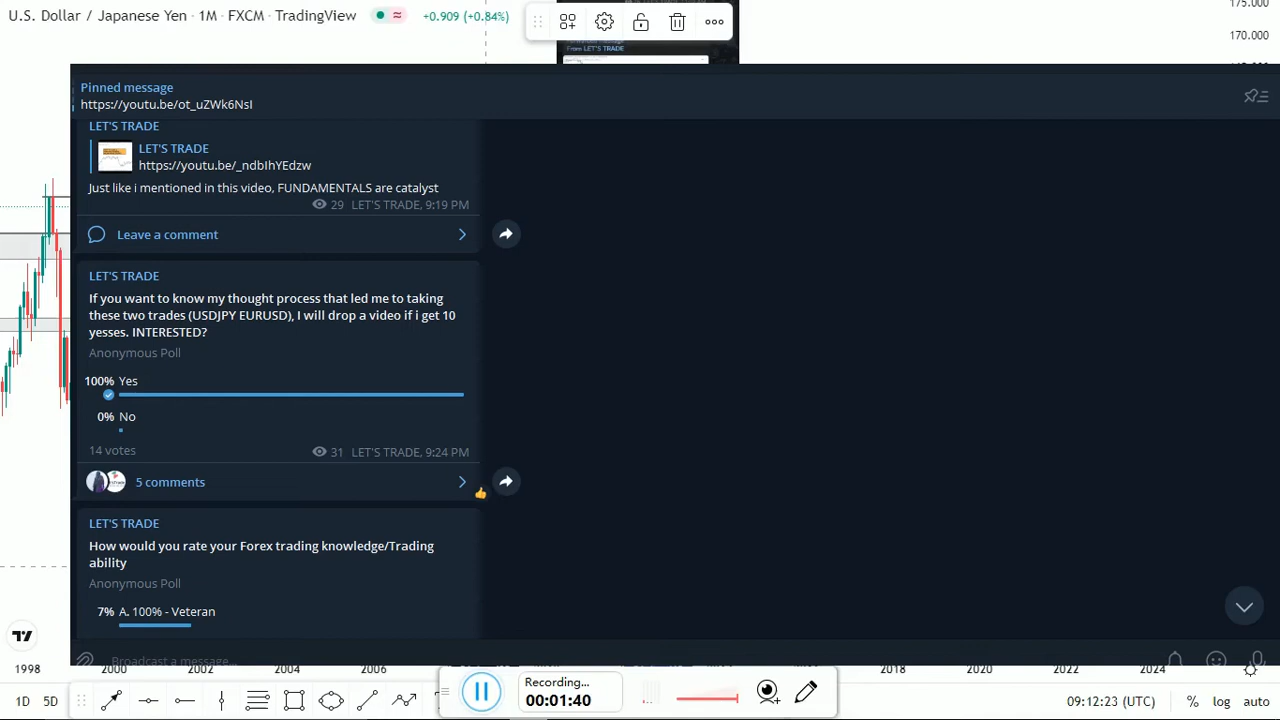 U.S. Dollar / Japanese Yen · 1M · FXCM · TradingView
+0.909 (+0.84%)
175.000
170.000
From LET'S TRADE
Pinned message
https://youtu.be/ot_uZWk6NsI
LET'S TRADE
LET'S TRADE
https://youtu.be/_ndbIhYEdzw
Just like i mentioned in this video, FUNDAMENTALS are catalyst
29 LET'S TRADE, 9:19 PM
Leave a comment
LET'S TRADE
If you want to know my thought process that led me to taking
these two trades (USDJPY EURUSD), I will drop a video if i get 10
yesses. INTERESTED?
Anonymous Poll
100% Yes
0% No
14 votes
31 LET'S TRADE, 9:24 PM
5 comments
LET'S TRADE
How would you rate your Forex trading knowledge/Trading
ability
Anonymous Poll
7% A. 100% - Veteran
Broadcast a message...
1998 2000 2002 2004 2006 2018 2020 2022 2024
1D 5D
Recording...
00:01:40
09:12:23 (UTC) % log auto